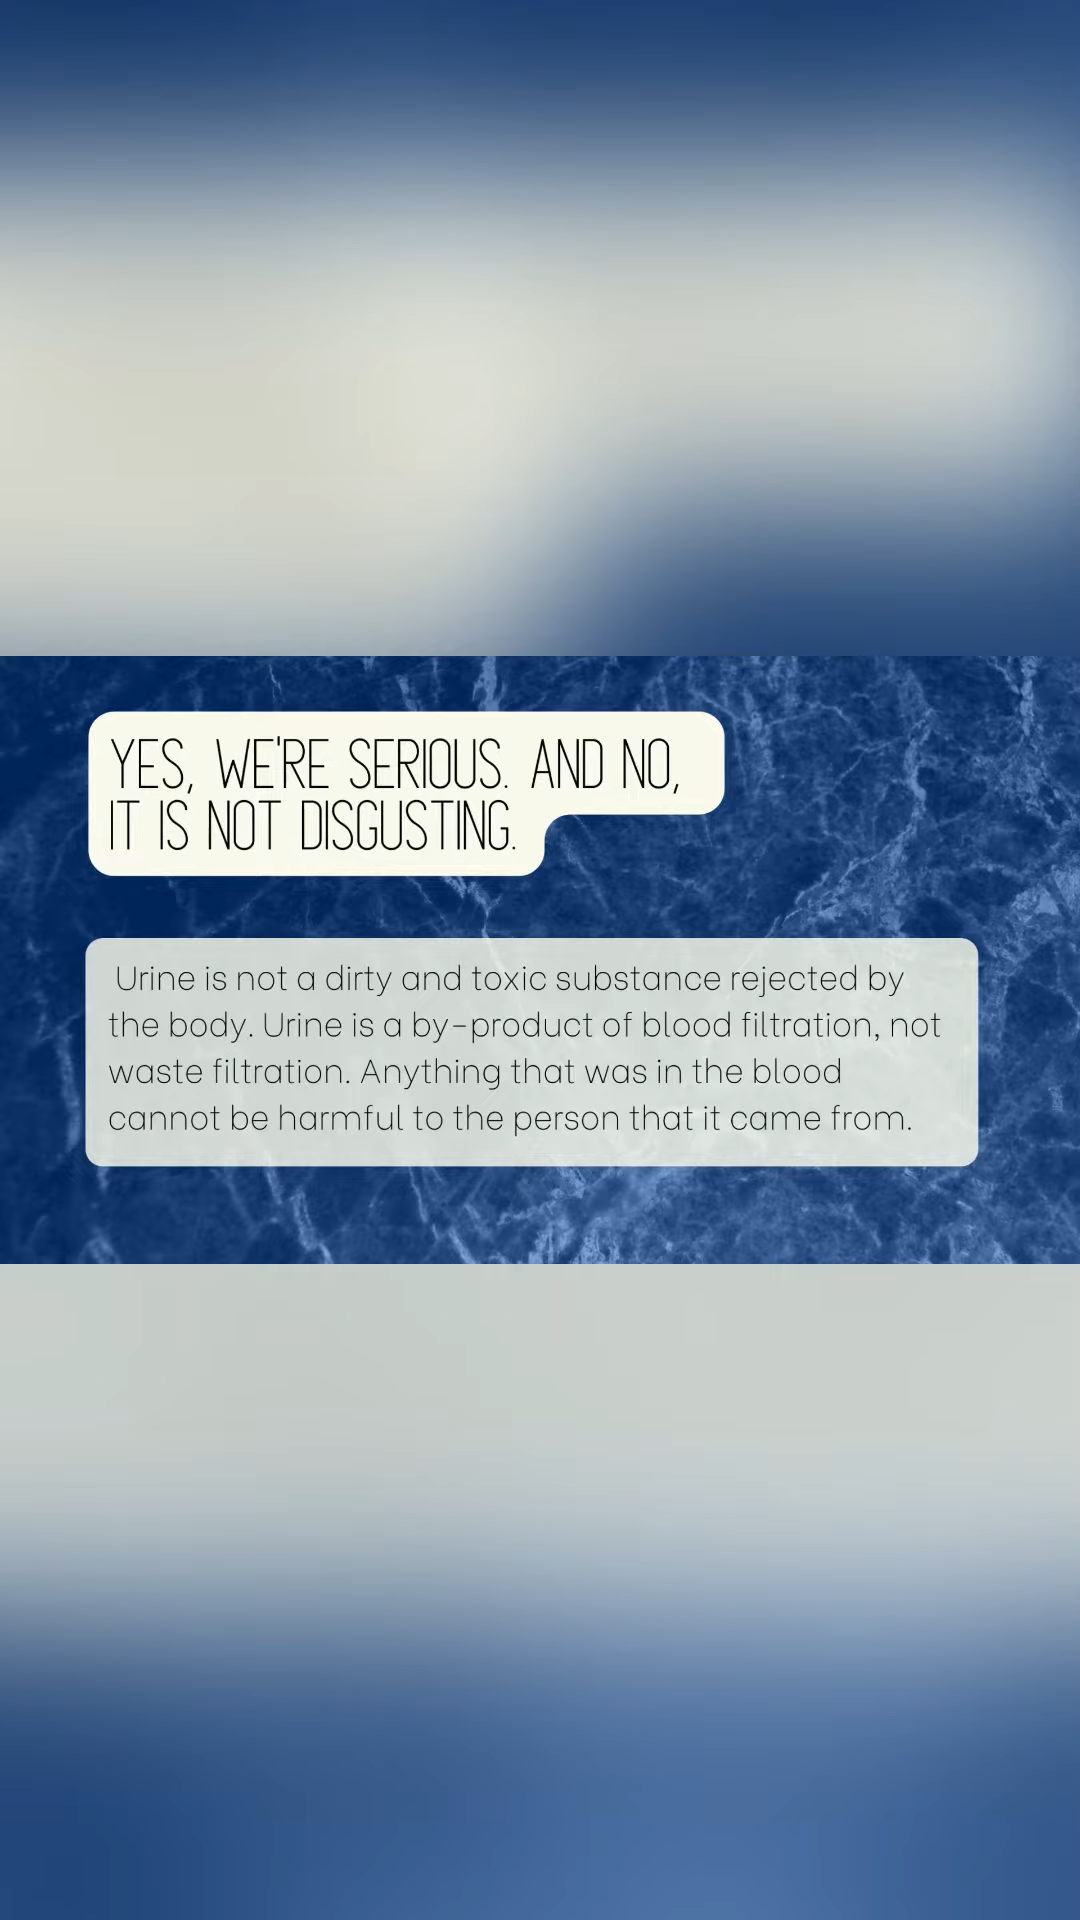 YES, WE'RE SERIOUS. AND NO,
IT IS NOT DISGUSTING.
Urine is not a dirty and toxic substance rejected by
the body. Urine is a by-product of blood filtration, not
waste filtration. Anything that was in the blood
cannot be harmful to the person that it came from.